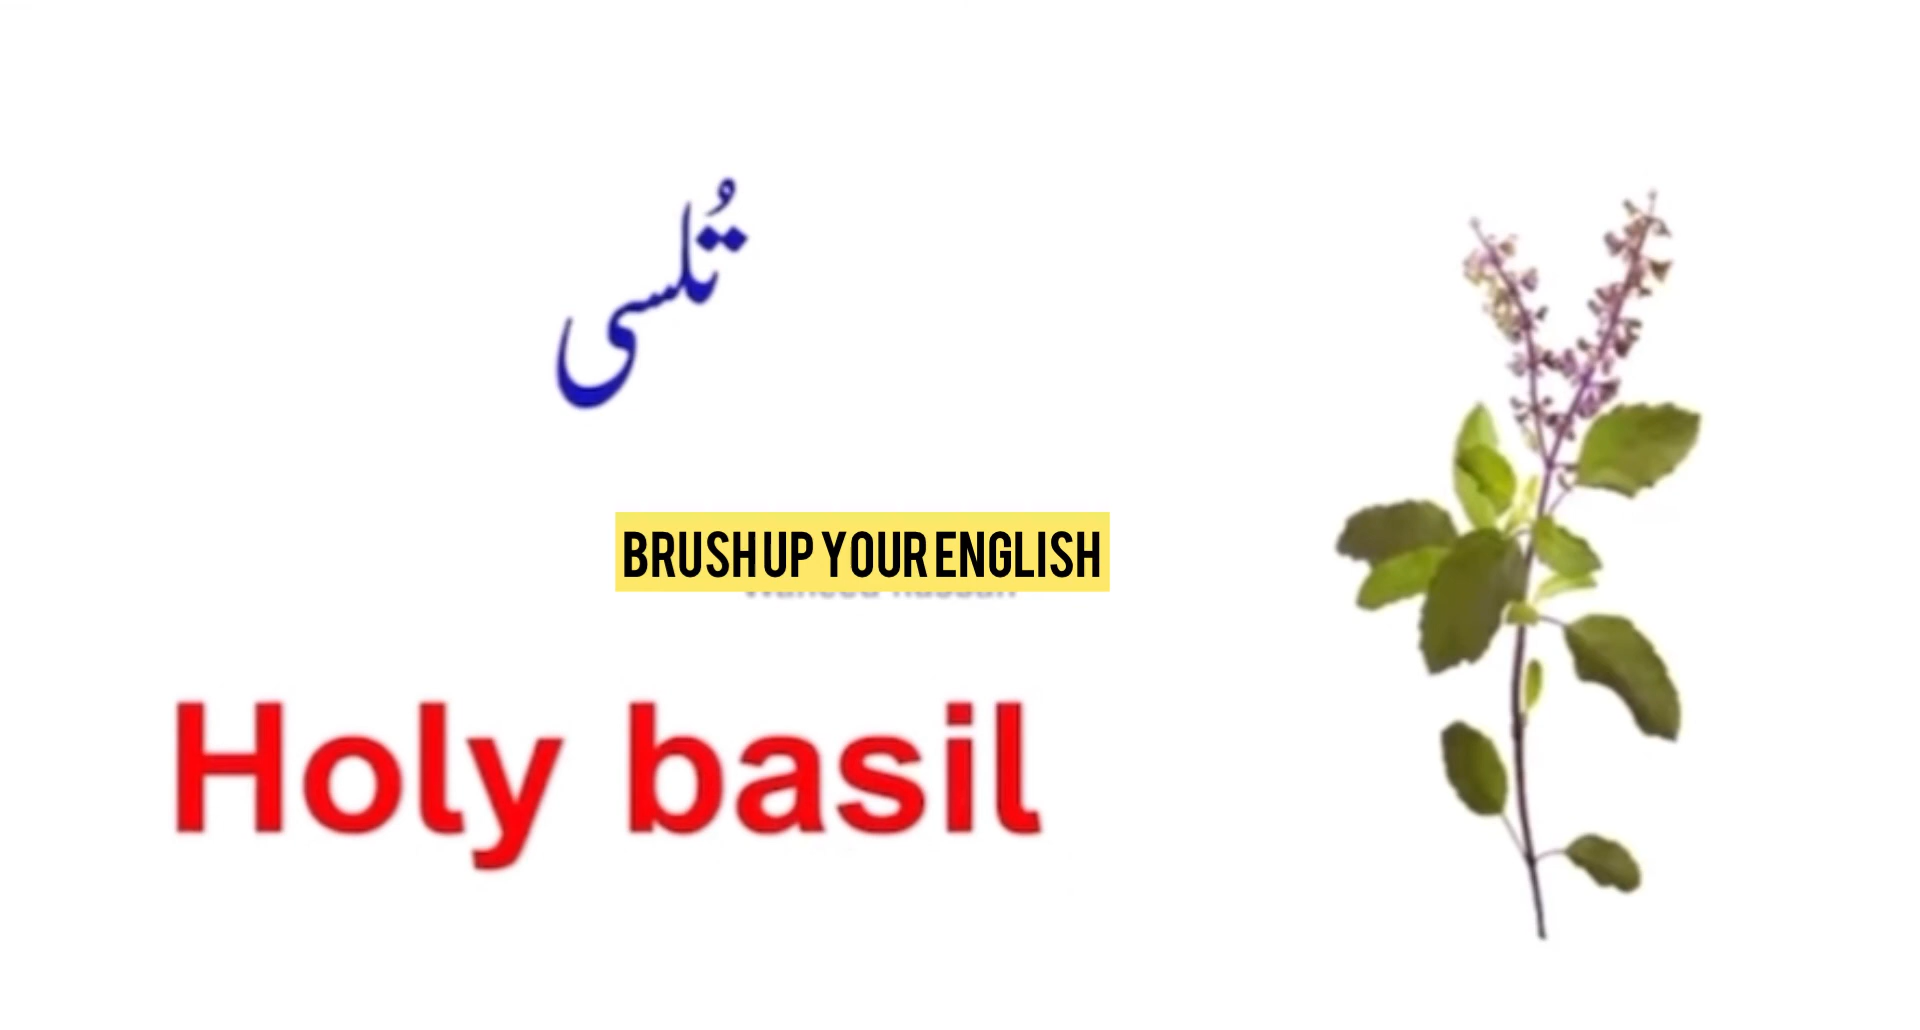 تُلسی
BRUSH UP YOUR ENGLISH
Holy basil